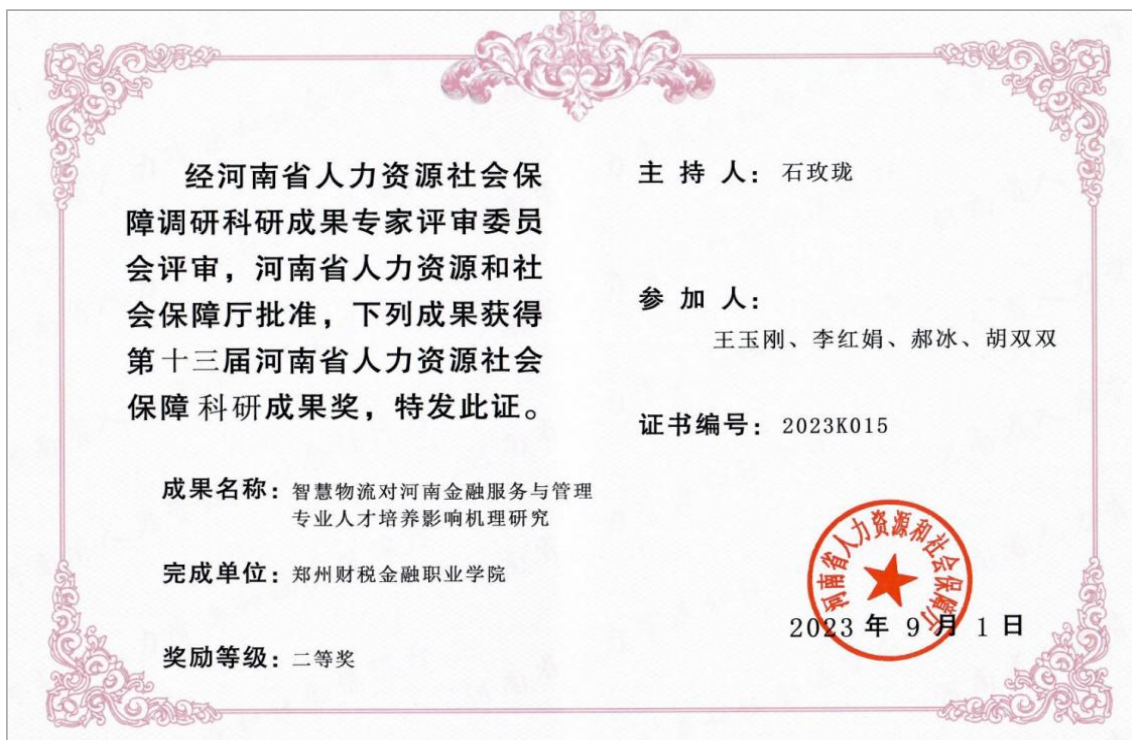 经河南省人力资源社会保
障调研科研成果专家评审委员
会评审，河南省人力资源和社
会保障厅批准，下列成果获得
第十三届河南省人力资源社会
保障科研成果奖，特发此证。
成果名称：智慧物流对河南金融服务与管理
专业人才培养影响机理研究
完成单位：郑州财税金融职业学院
奖励等级：二等奖
主持人：石玫珑
参加人：
王玉刚、李红娟、郝冰、胡双双
证书编号：2023K015
河南省人力资源和社会保障厅
2023年9月1日